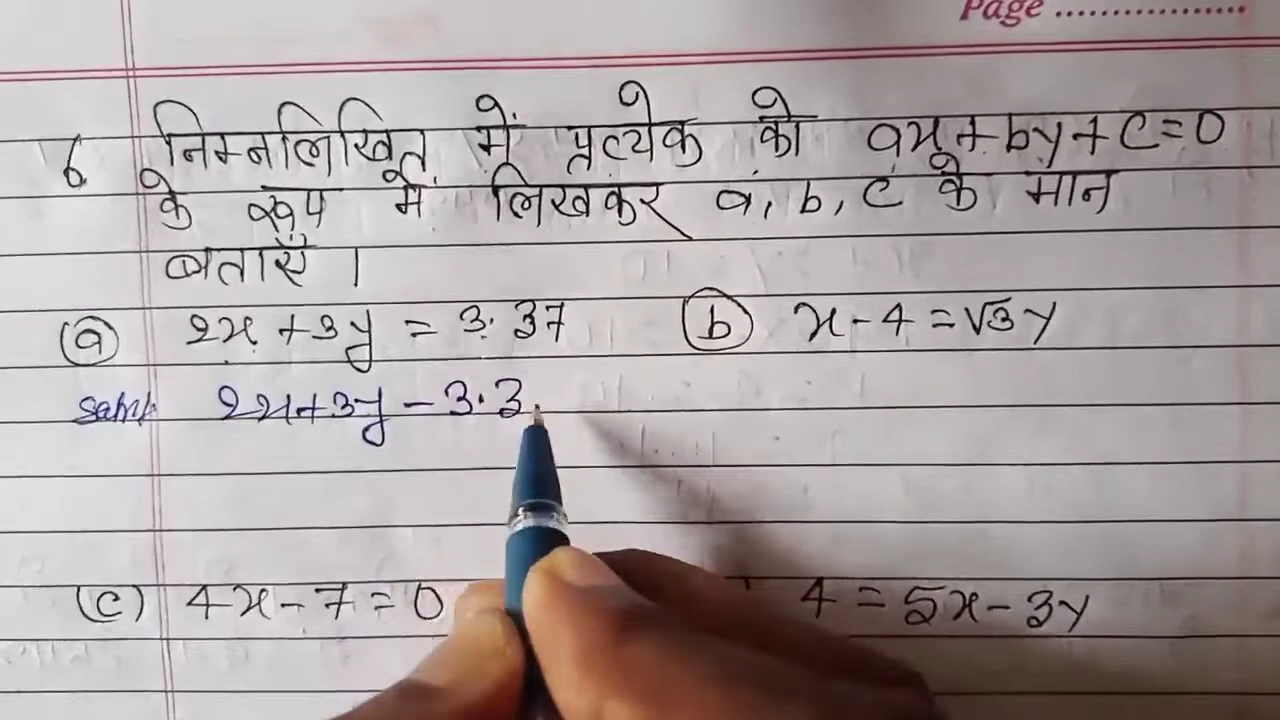 Page ................
6 निम्नलिखित में प्रत्येक को ax+by+c=0
के रूप में लिखकर a, b, c के मान
बताएँ ।
(a) 2x+3y = 3.37 (b) x-4=√3y
2x+3y-3.3
(c) 4x-7=0 4=5x-3y